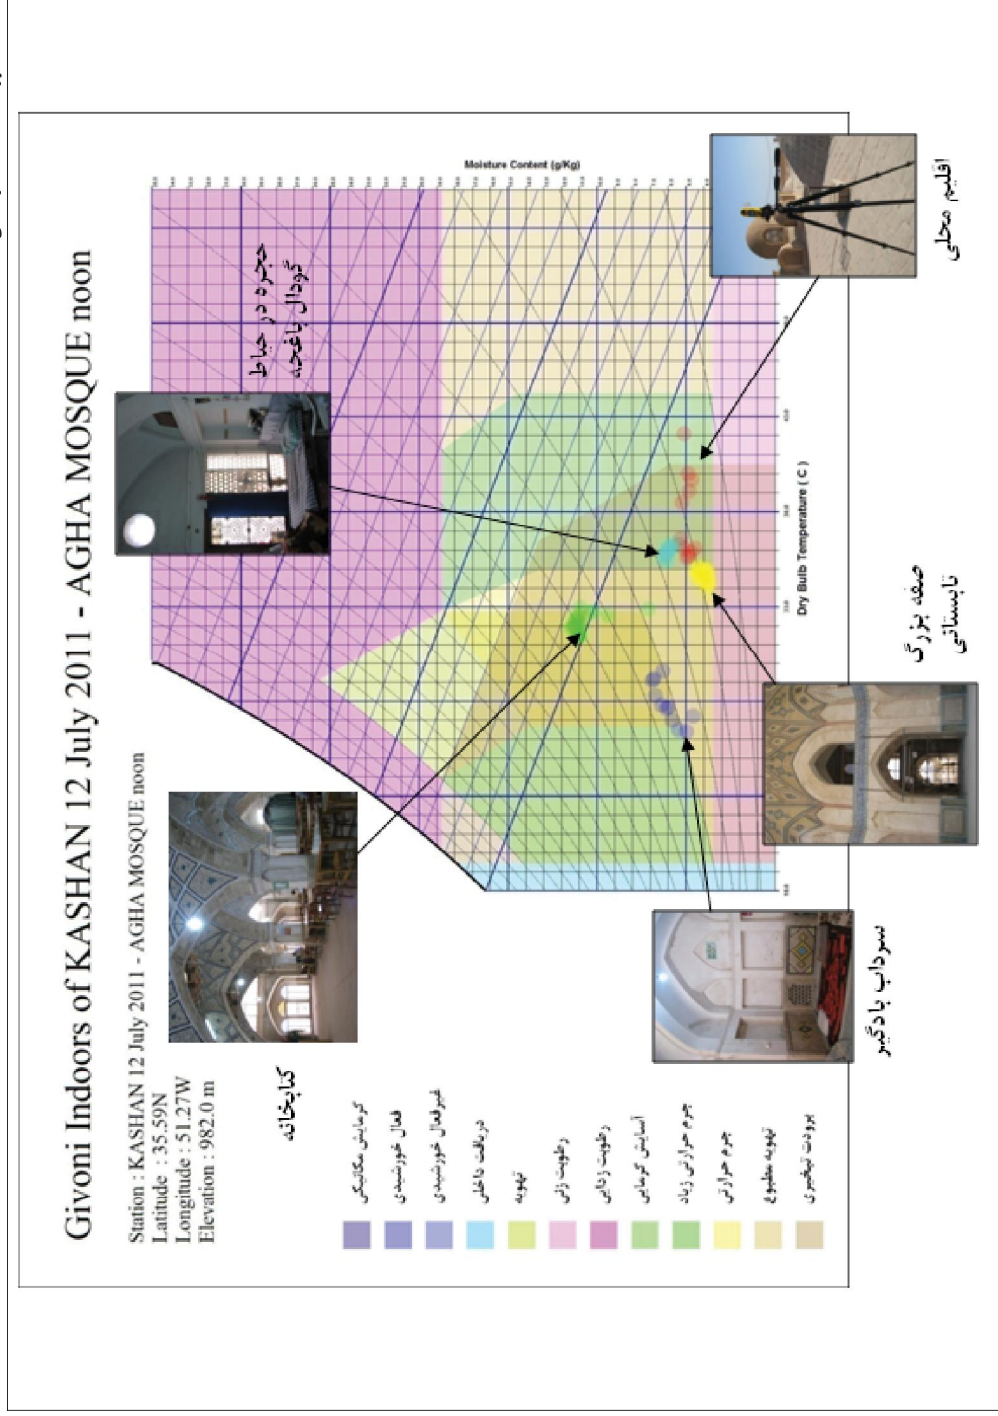 Givoni Indoors of KASHAN 12 July 2011 - AGHA MOSQUE noon
Station : KASHAN 12 July 2011 - AGHA MOSQUE noon
Latitude : 35.59N
Longitude : 51.27W
Elevation : 982.0 m
گرمایش مکانیکی
فعال خورشیدی
غیرفعال خورشیدی
دریافت داخلی
تهویه
رطوبت زنی
رطوبت زدایی
آسایش گرمایی
جرم حرارتی زیاد
جرم حرارتی
تهویه مطبوع
برودت تبخیری
کتابخانه
حجره در حیاط
گودال باغچه
Moisture Content (g/Kg)
Dry Bulb Temperature ( C )
سرداب بادگیر
صفه بزرگ
تابستانی
اقلیم محلی